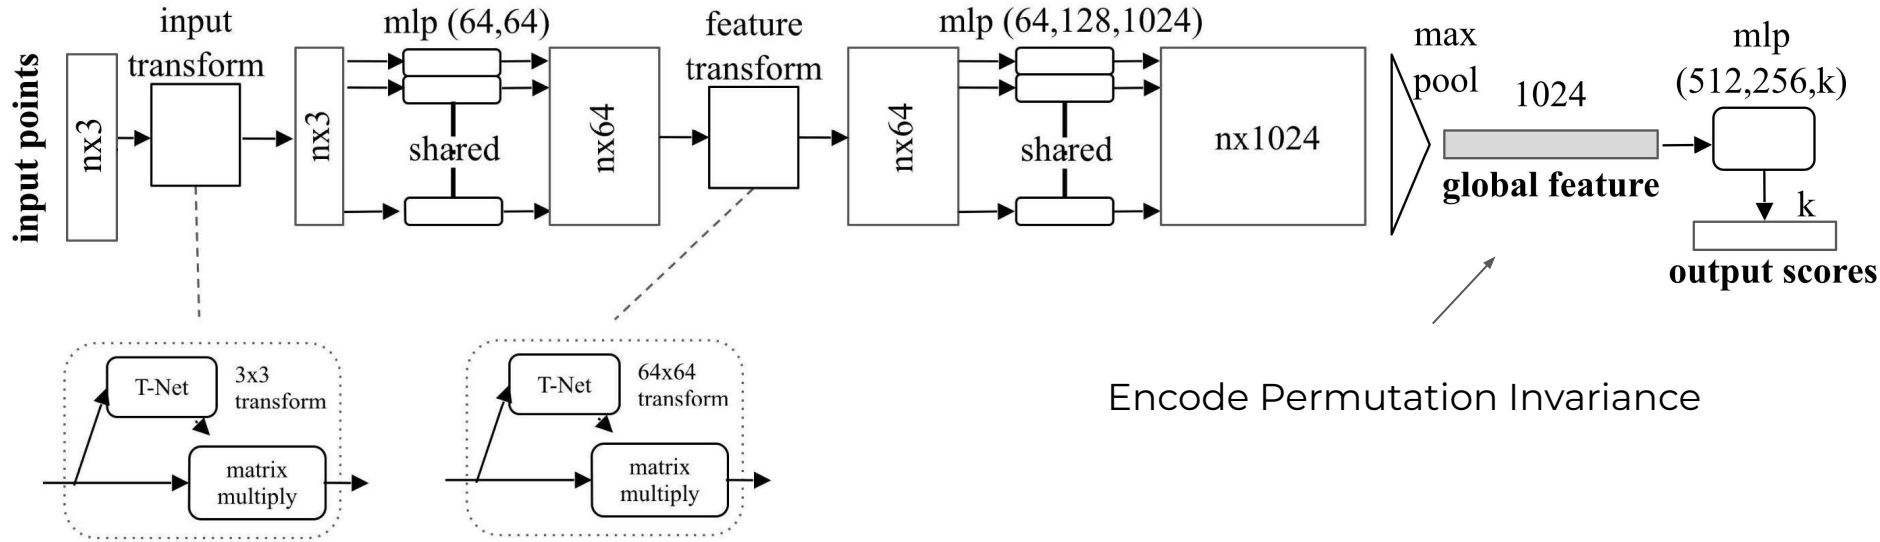 input points
nx3
input
transform
nx3
mlp (64,64)
shared
nx64
feature
transform
nx64
mlp (64,128,1024)
shared
nx1024
max
pool
1024
global feature
mlp
(512,256,k)
k
output scores
T-Net
3x3
transform
matrix
multiply
T-Net
64x64
transform
matrix
multiply
Encode Permutation Invariance